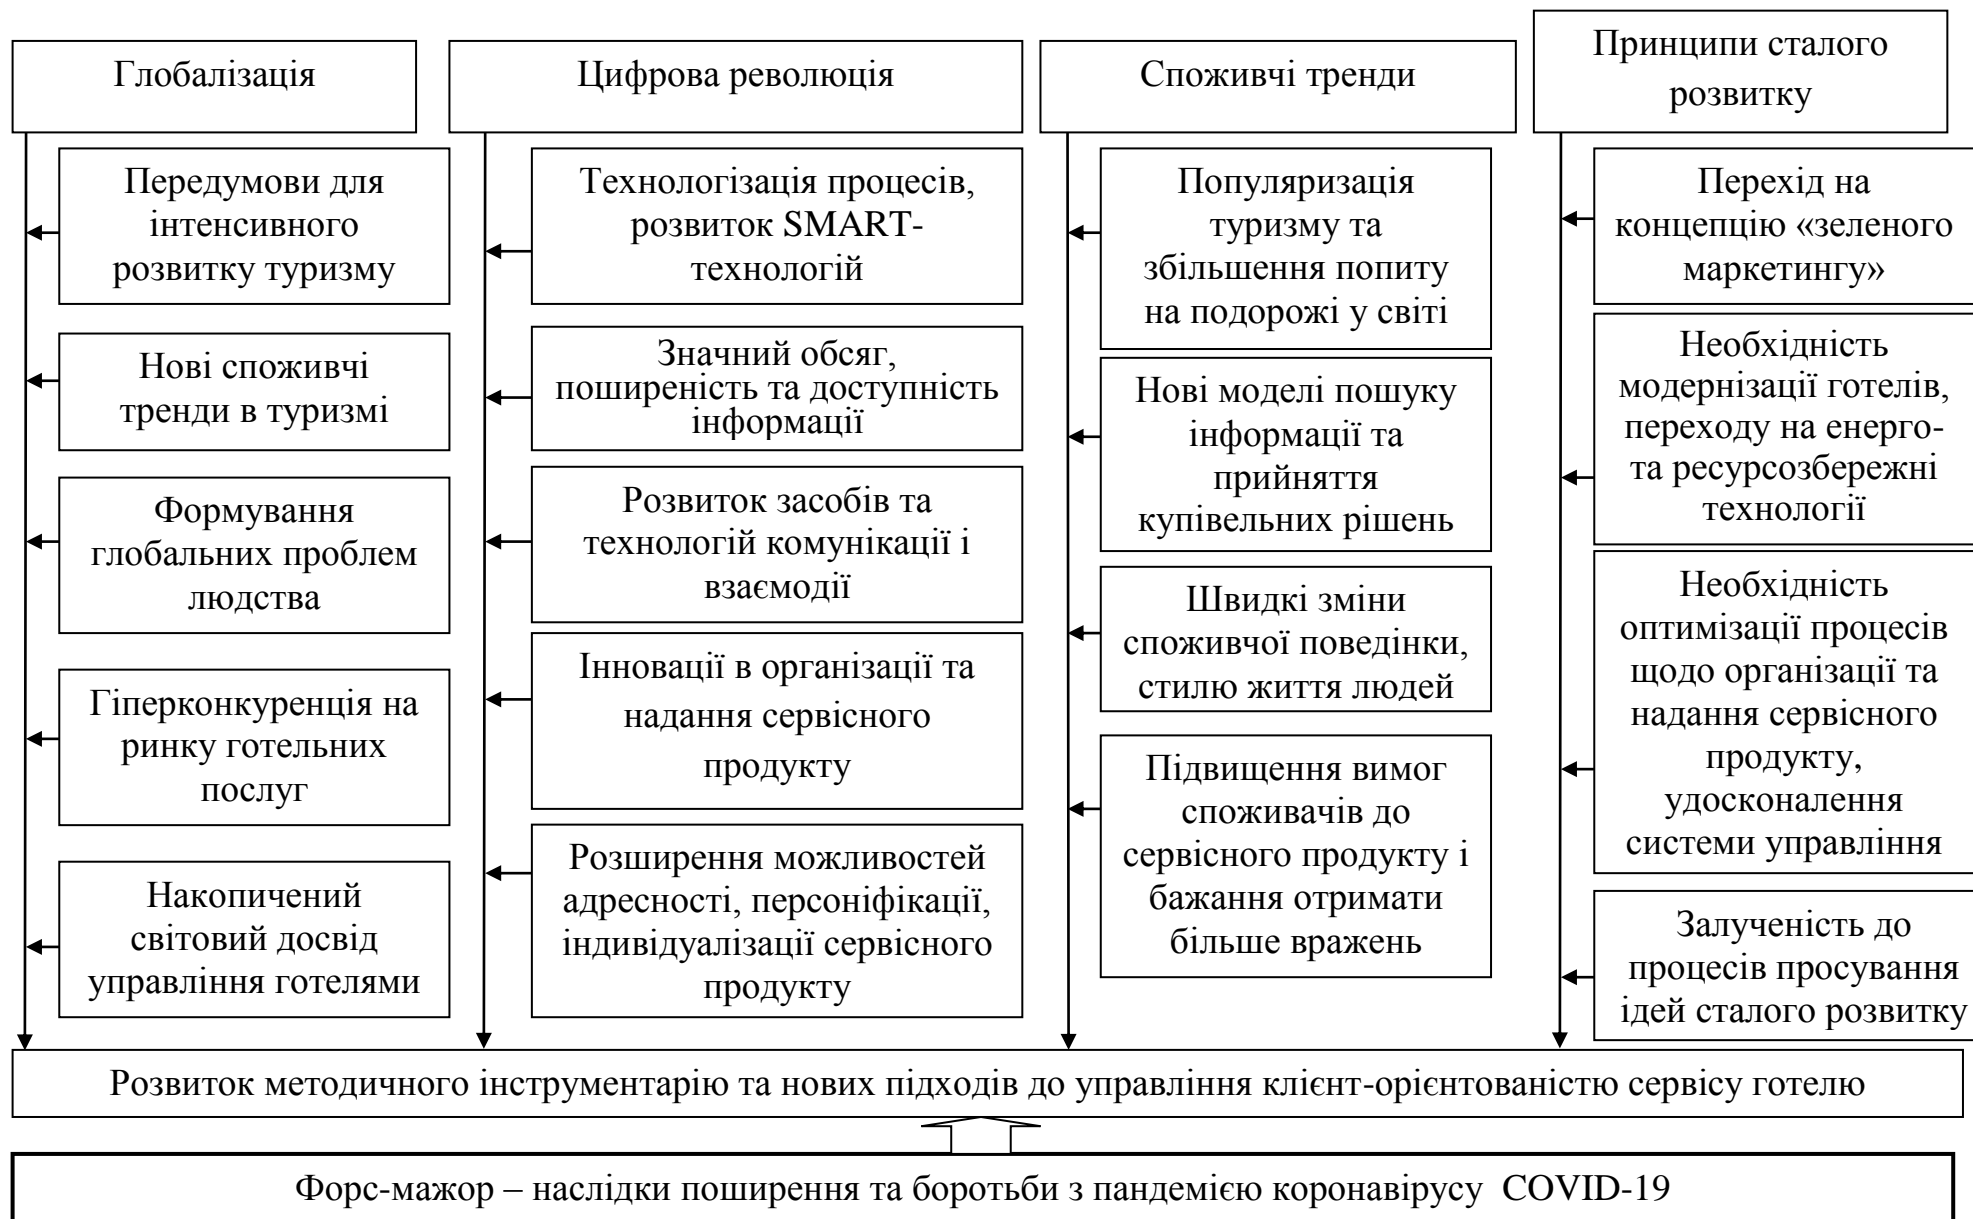 Глобалізація
Передумови для
інтенсивного
розвитку туризму
Нові споживчі
тренди в туризмі
Формування
глобальних проблем
людства
Гіперконкуренція на
ринку готельних
послуг
Накопичений
світовий досвід
управління готелями
Цифрова революція
Технологізація процесів,
розвиток SMART-
технологій
Значний обсяг,
поширеність та доступність
інформації
Розвиток засобів та
технологій комунікації і
взаємодії
Інновації в організації та
надання сервісного
продукту
Розширення можливостей
адресності, персоніфікації,
індивідуалізації сервісного
продукту
Споживчі тренди
Популяризація
туризму та
збільшення попиту
на подорожі у світі
Нові моделі пошуку
інформації та
прийняття
купівельних рішень
Швидкі зміни
споживчої поведінки,
стилю життя людей
Підвищення вимог
споживачів до
сервісного продукту і
бажання отримати
більше вражень
Принципи сталого
розвитку
Перехід на
концепцію «зеленого
маркетингу»
Необхідність
модернізації готелів,
переходу на енерго-
та ресурсозбережні
технології
Необхідність
оптимізації процесів
щодо організації та
надання сервісного
продукту,
удосконалення
системи управління
Залученість до
процесів просування
ідей сталого розвитку
Розвиток методичного інструментарію та нових підходів до управління клієнт-орієнтованістю сервісу готелю
Форс-мажор – наслідки поширення та боротьби з пандемією коронавірусу COVID-19